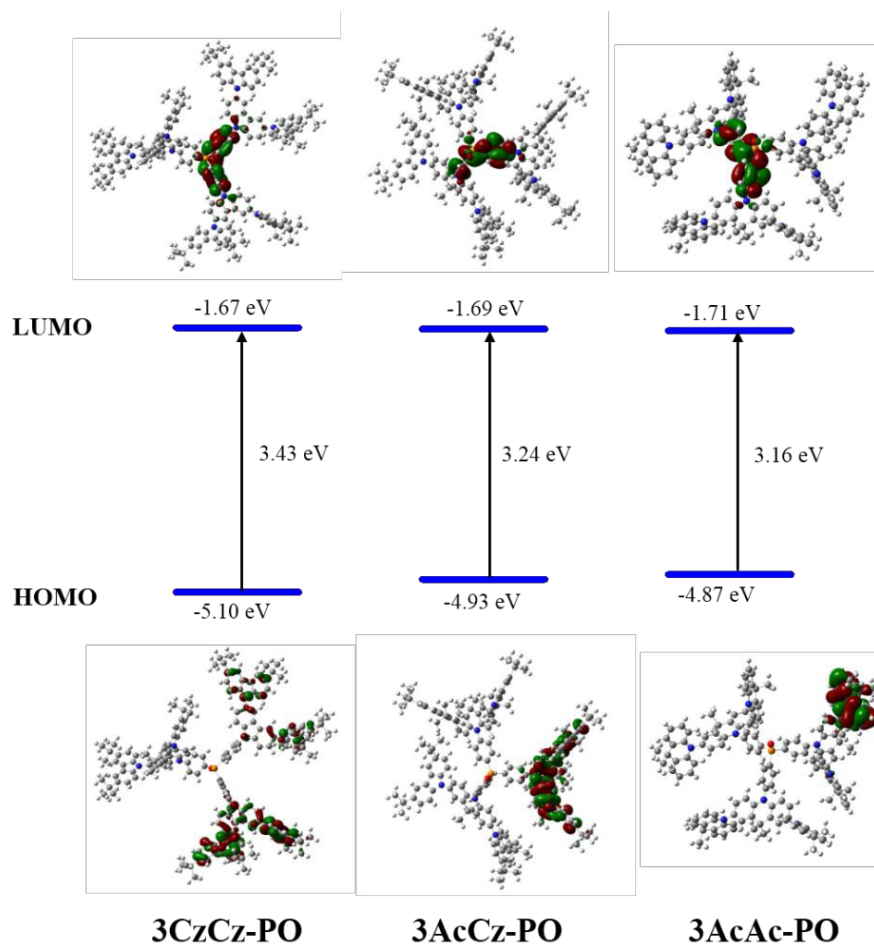 -1.67 eV -1.69 eV -1.71 eV
LUMO
3.43 eV 3.24 eV 3.16 eV
HOMO
-5.10 eV -4.93 eV -4.87 eV
3CzCz-PO 3AcCz-PO 3AcAc-PO